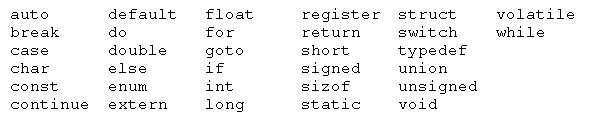 auto default float register struct volatile
break do for return switch while
case double goto short typedef
char else if signed union
const enum int sizof unsigned
continue extern long static void